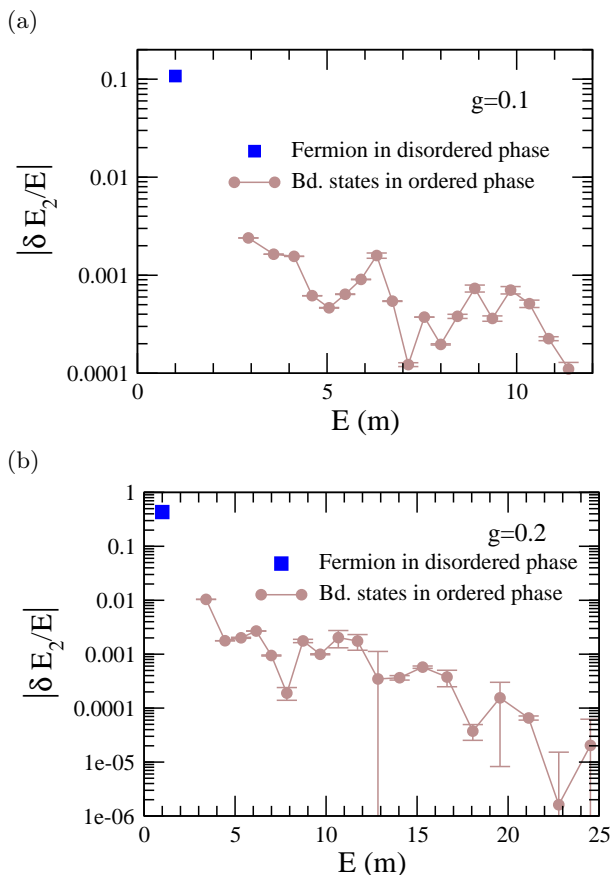 (a)
0.1
g=0.1
Fermion in disordered phase
0.01
Bd. states in ordered phase
|δ E₂/E|
0.001
0.0001
0 5 10
E (m)
(b)
1
g=0.2
0.1
Fermion in disordered phase
0.01
Bd. states in ordered phase
|δ E₂/E|
0.001
0.0001
1e-05
1e-06
0 5 10 15 20 25
E (m)